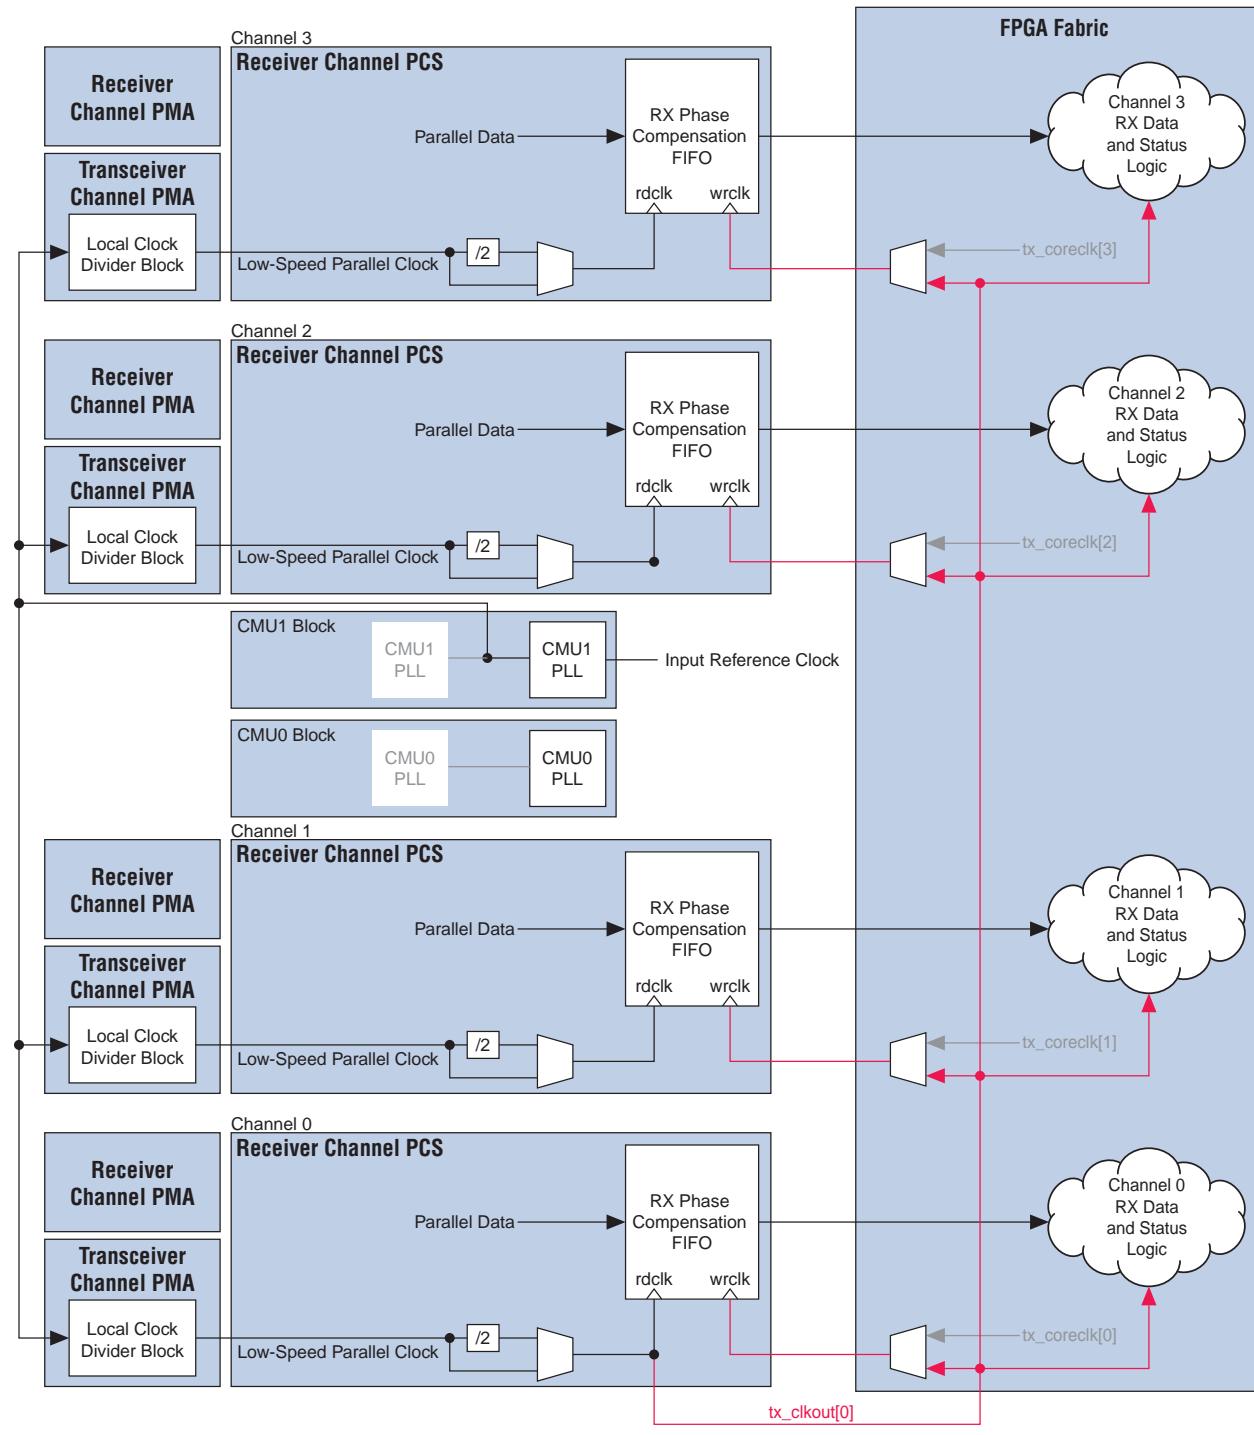 FPGA Fabric
Channel 3
Receiver Channel PCS
Receiver
Channel PMA
Transceiver
Channel PMA
Local Clock
Divider Block
Low-Speed Parallel Clock
/2
Parallel Data
RX Phase
Compensation
FIFO
rdclk
wrclk
tx_coreclk[3]
Channel 3
RX Data
and Status
Logic
Channel 2
Receiver Channel PCS
Receiver
Channel PMA
Transceiver
Channel PMA
Local Clock
Divider Block
Low-Speed Parallel Clock
/2
Parallel Data
RX Phase
Compensation
FIFO
rdclk
wrclk
tx_coreclk[2]
Channel 2
RX Data
and Status
Logic
CMU1 Block
CMU1
PLL
CMU1
PLL
Input Reference Clock
CMU0 Block
CMU0
PLL
CMU0
PLL
Channel 1
Receiver Channel PCS
Receiver
Channel PMA
Transceiver
Channel PMA
Local Clock
Divider Block
Low-Speed Parallel Clock
/2
Parallel Data
RX Phase
Compensation
FIFO
rdclk
wrclk
tx_coreclk[1]
Channel 1
RX Data
and Status
Logic
Channel 0
Receiver Channel PCS
Receiver
Channel PMA
Transceiver
Channel PMA
Local Clock
Divider Block
Low-Speed Parallel Clock
/2
Parallel Data
RX Phase
Compensation
FIFO
rdclk
wrclk
tx_coreclk[0]
Channel 0
RX Data
and Status
Logic
tx_clkout[0]